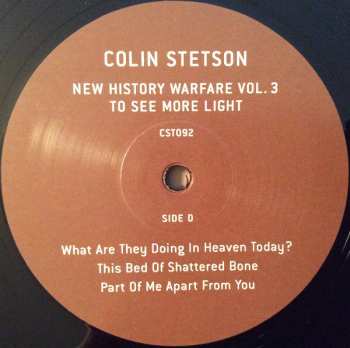 COLIN STETSON
NEW HISTORY WARFARE VOL. 3
TO SEE MORE LIGHT
CST092
SIDE D
What Are They Doing In Heaven Today?
This Bed Of Shattered Bone
Part Of Me Apart From You